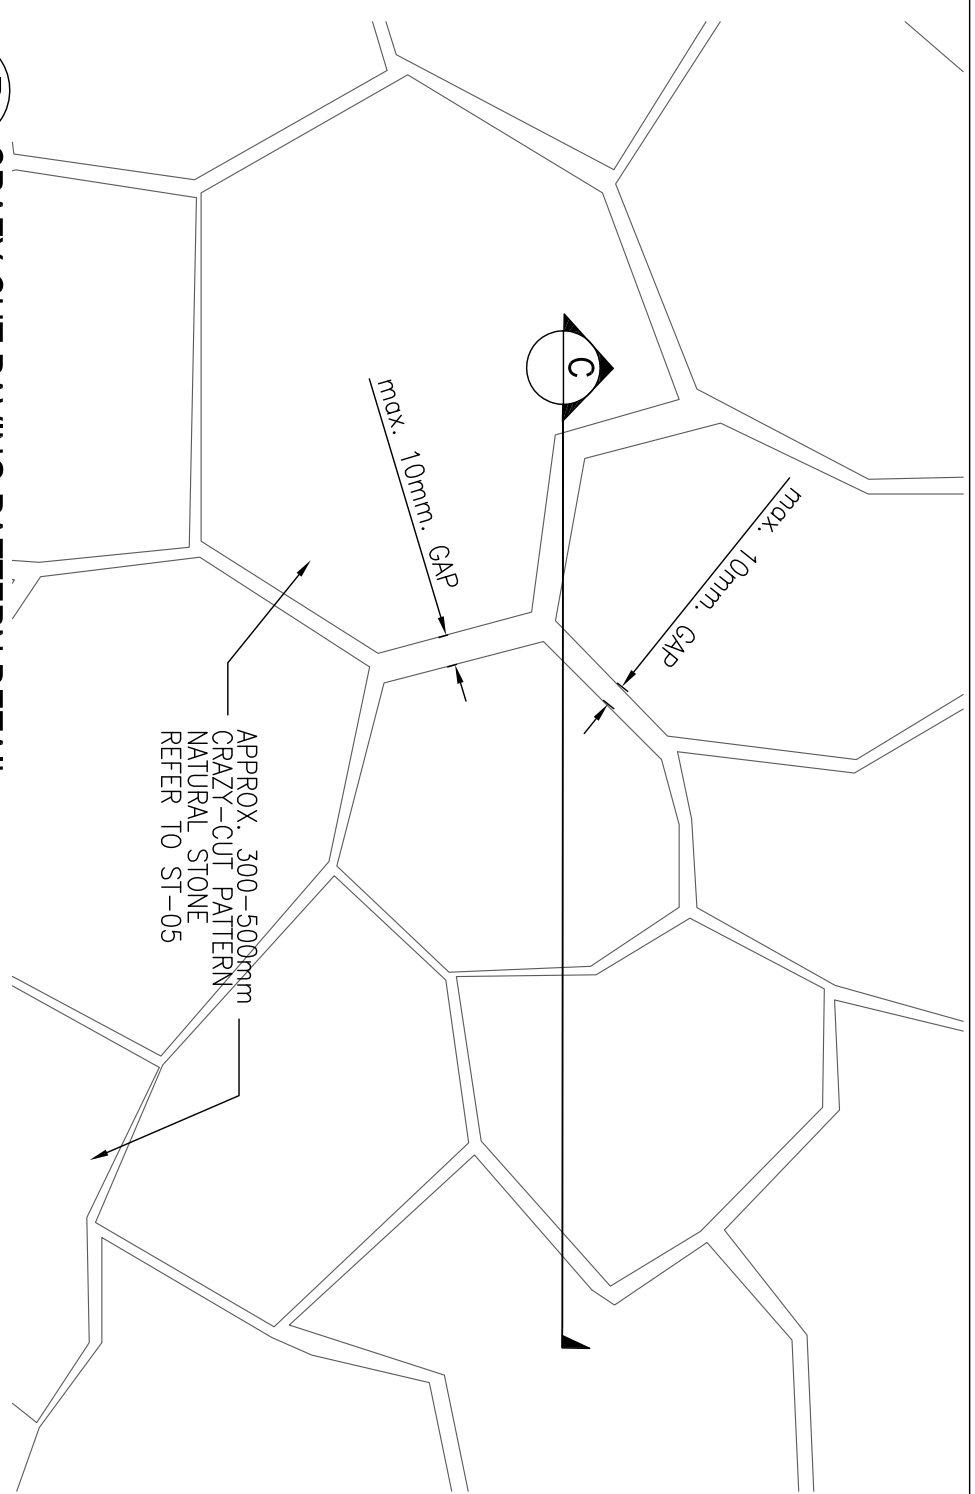 C
max. 10mm. GAP
max. 10mm. GAP
APPROX. 300-500mm
CRAZY-CUT PATTERN
NATURAL STONE
REFER TO ST-05